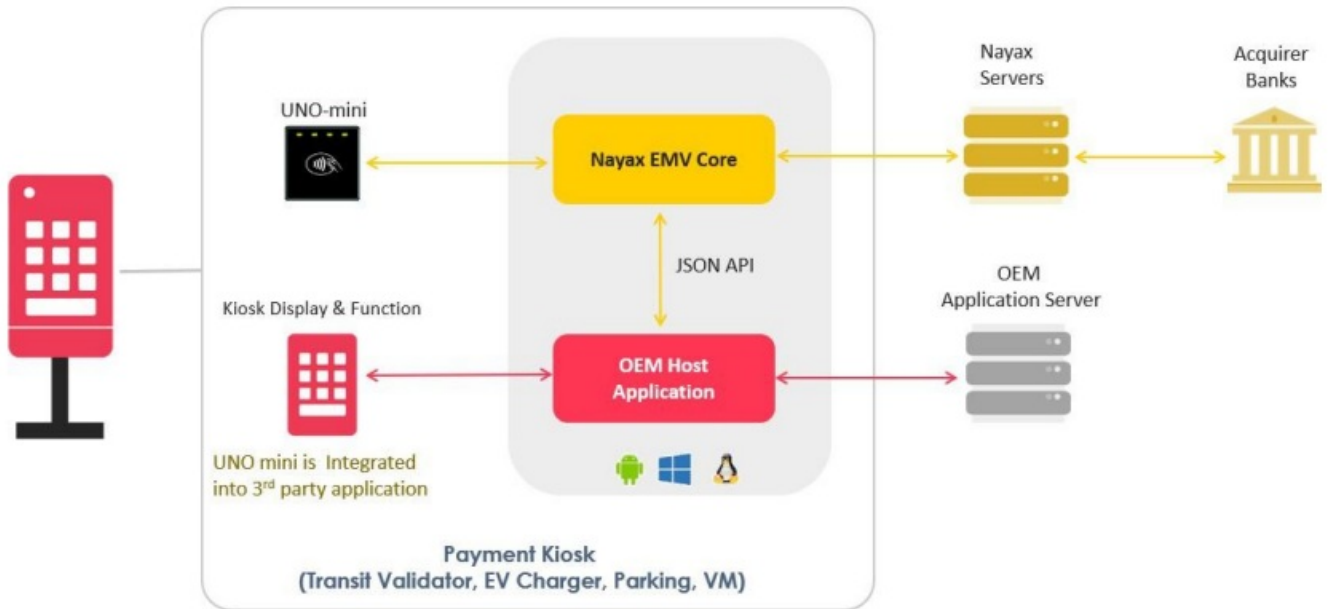 Nayax
Servers
Acquirer
Banks
UNO-mini
Nayax EMV Core
JSON API
OEM
Application Server
Kiosk Display & Function
OEM Host
Application
UNO mini is Integrated
into 3rd party application
Payment Kiosk
(Transit Validator, EV Charger, Parking, VM)